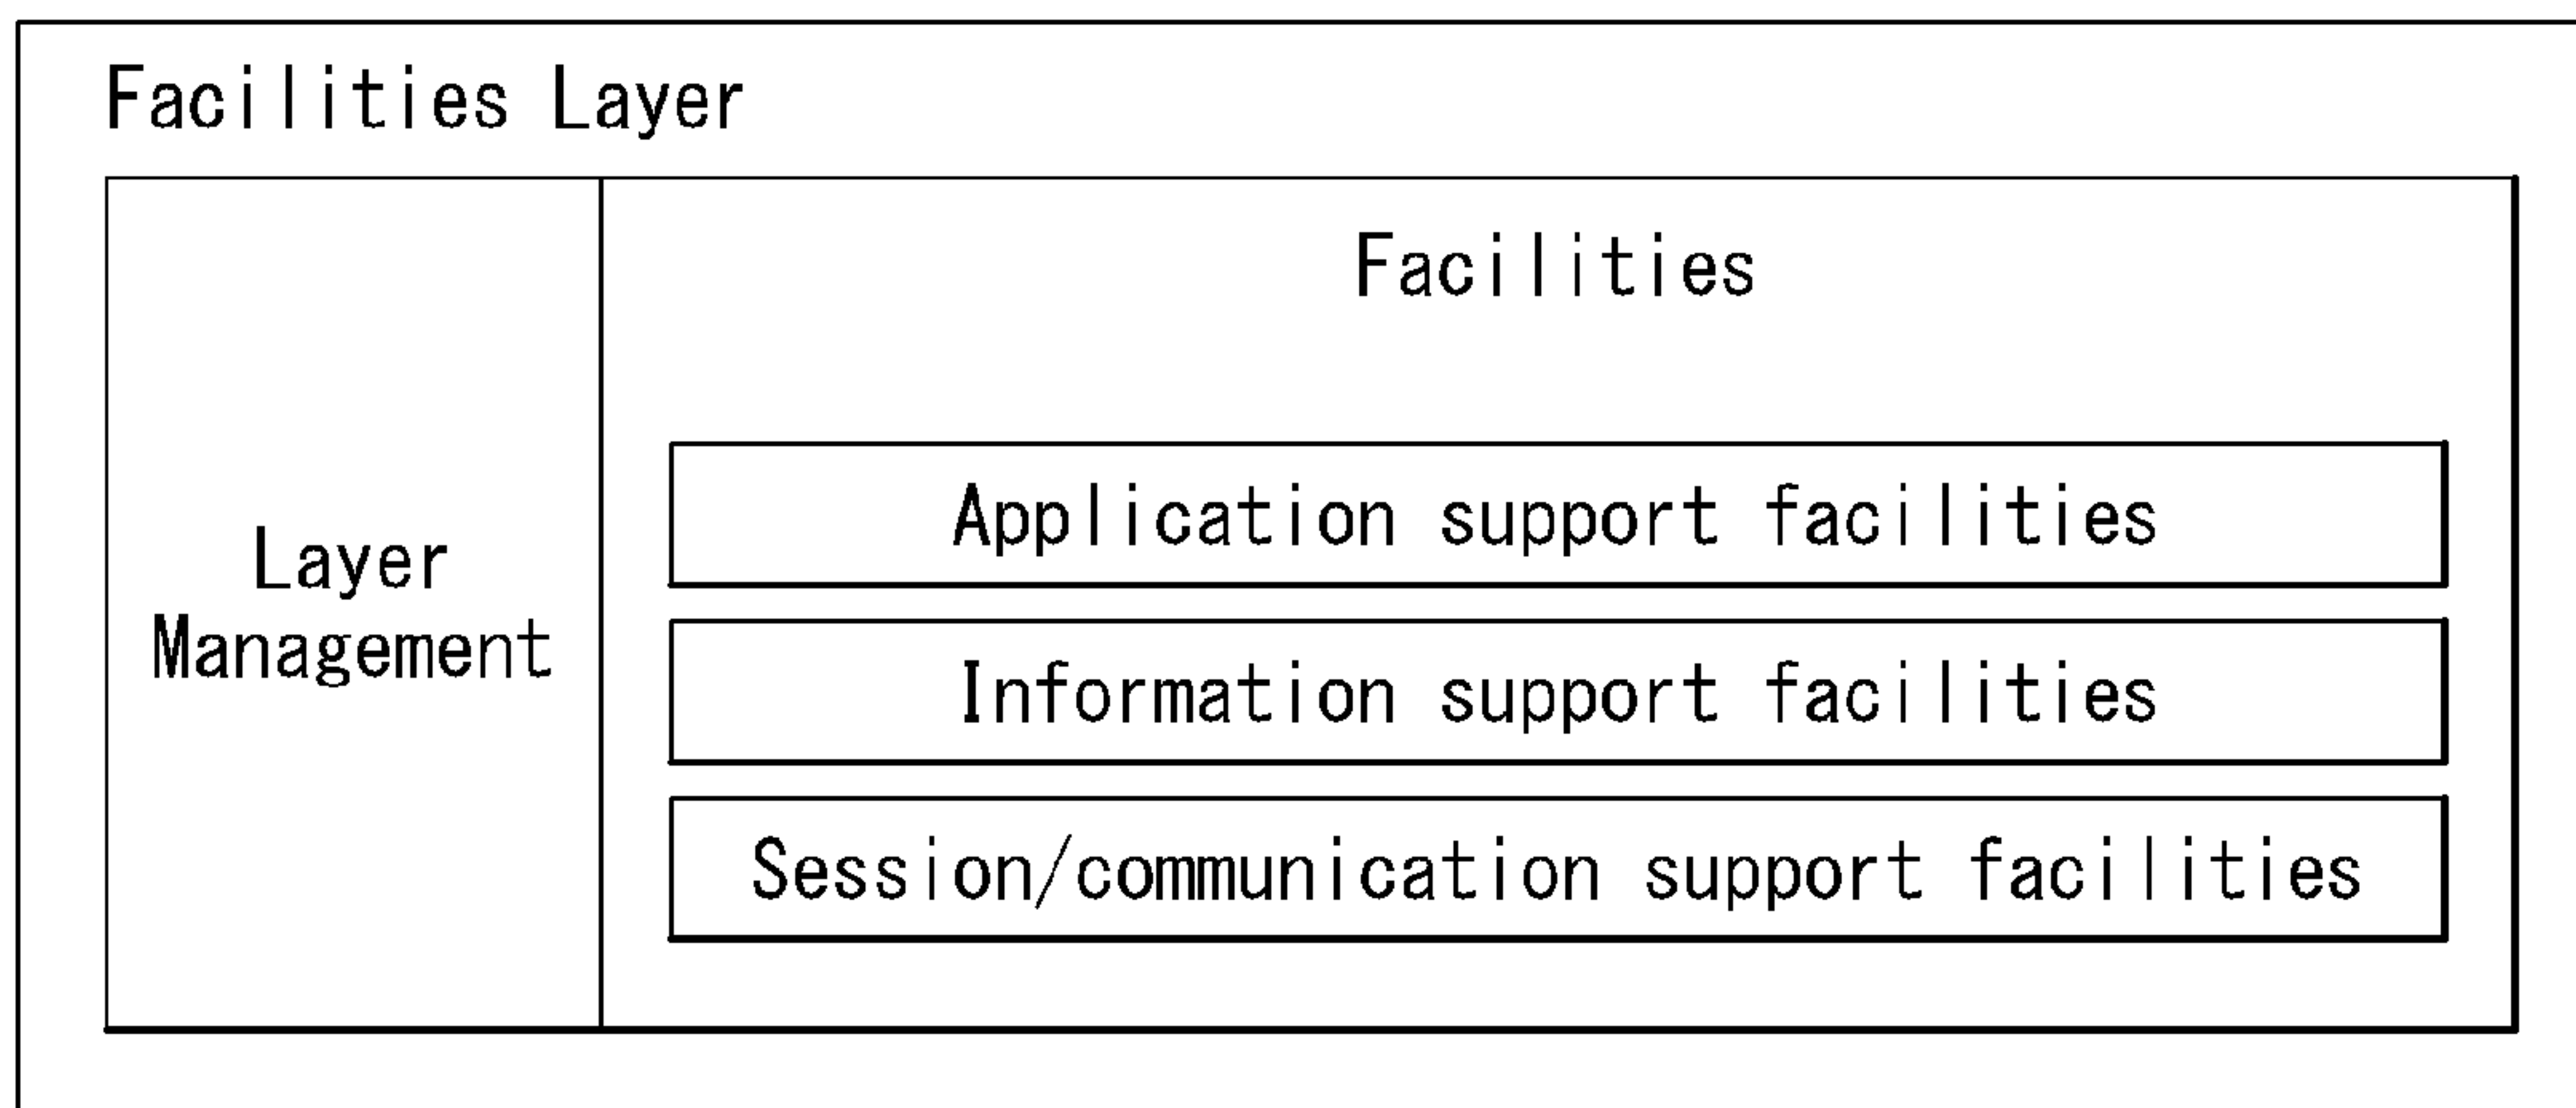 Facilities Layer
Facilities
Layer
Management
Application support facilities
Information support facilities
Session/communication support facilities